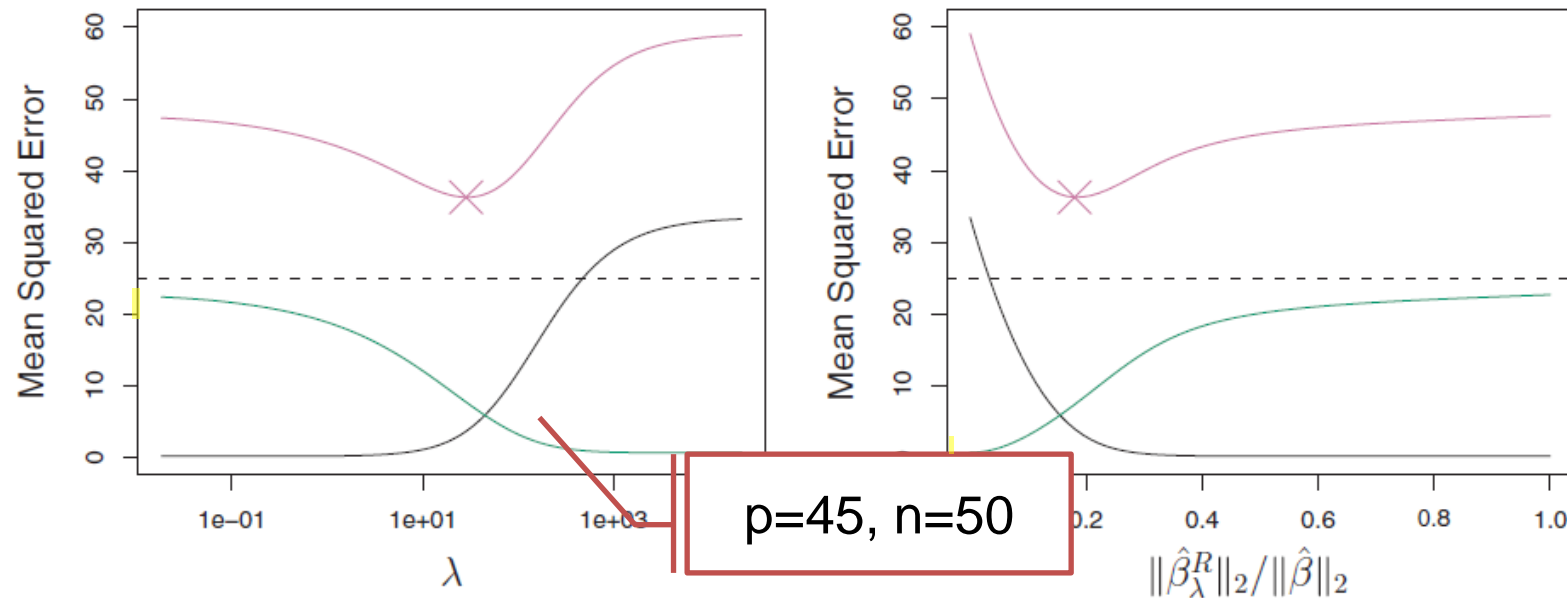 Mean Squared Error
60
50
40
30
20
10
0
1e−01
1e+01
1e+03
λ
Mean Squared Error
60
50
40
30
20
10
0.2
0.4
0.6
0.8
1.0
‖β̂^R_λ‖₂/‖β̂‖₂
p=45, n=50